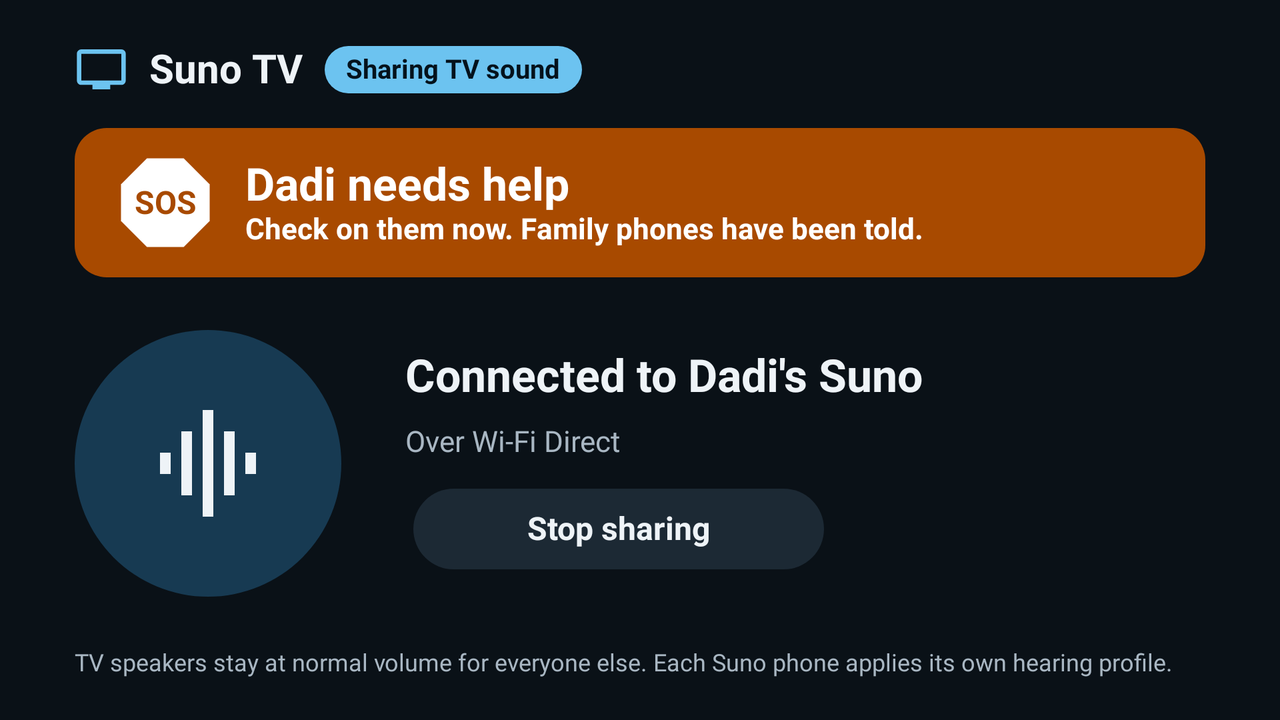 Suno TV
Sharing TV sound
SOS
Dadi needs help
Check on them now. Family phones have been told.
Connected to Dadi's Suno
Over Wi-Fi Direct
Stop sharing
TV speakers stay at normal volume for everyone else. Each Suno phone applies its own hearing profile.